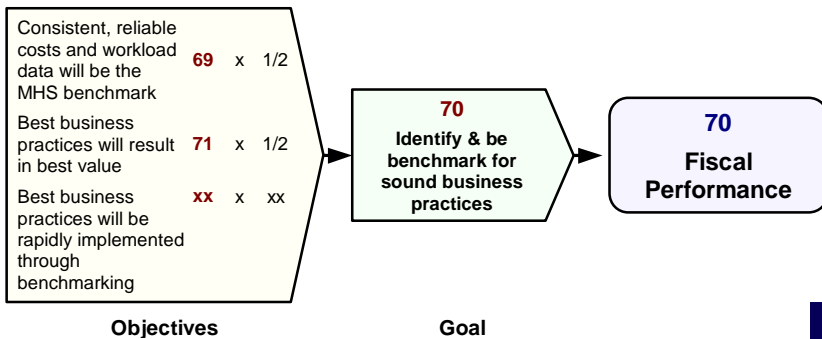 Consistent, reliable
costs and workload
data will be the
MHS benchmark
69 x 1/2
Best business
practices will result
in best value
71 x 1/2
Best business
practices will be
rapidly implemented
through
benchmarking
xx x xx
70
Identify & be
benchmark for
sound business
practices
70
Fiscal
Performance
Objectives
Goal